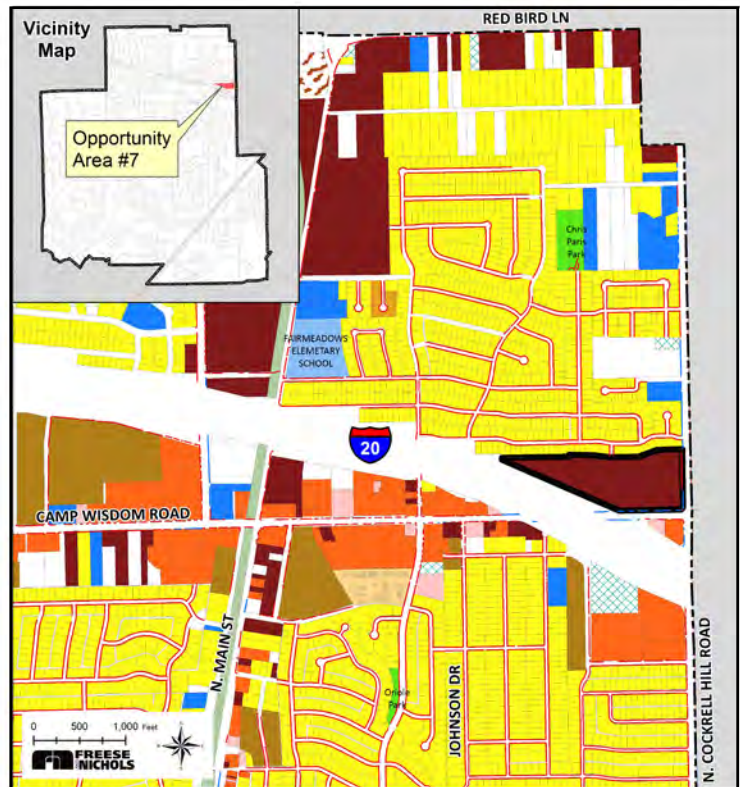 Vicinity
Map
Opportunity
Area #7
RED BIRD LN
Chris
Paris
Park
FAIRMEADOWS
ELEMETARY
SCHOOL
20
CAMP WISDOM ROAD
N. MAIN ST
Oriole
Park
JOHNSON DR
N. COCKRELL HILL ROAD
0 500 1,000 Feet
FREESE
NICHOLS